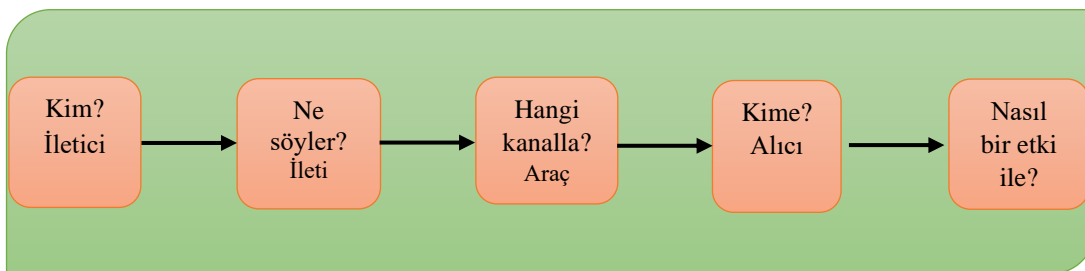 Kim?
İletici
Ne
söyler?
İleti
Hangi
kanalla?
Araç
Kime?
Alıcı
Nasıl
bir etki
ile?